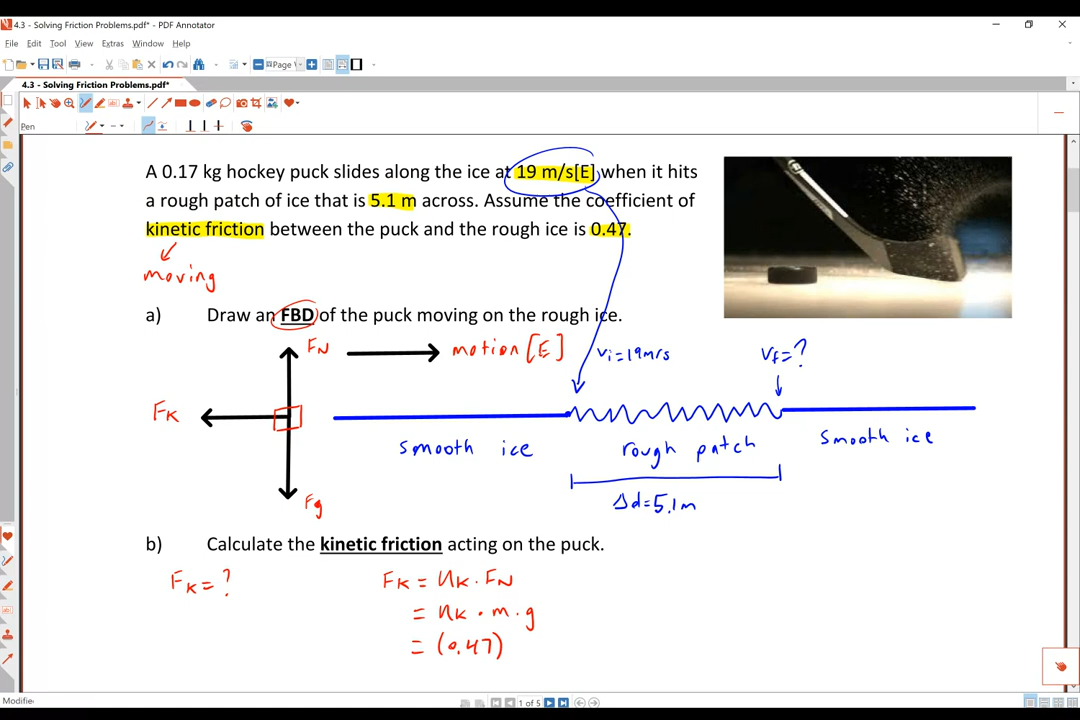 4.3 - Solving Friction Problems.pdf* - PDF Annotator
File Edit Tool View Extras Window Help
4.3 - Solving Friction Problems.pdf*
Pen
A 0.17 kg hockey puck slides along the ice at 19 m/s[E] when it hits
a rough patch of ice that is 5.1 m across. Assume the coefficient of
kinetic friction between the puck and the rough ice is 0.47.
moving
a) Draw an FBD of the puck moving on the rough ice.
FN
motion [E]
vi=19m/s
vf=?
FK
smooth ice
rough patch
smooth ice
Fg
Δd=5.1m
b) Calculate the kinetic friction acting on the puck.
FK=?
FK = μK · FN
= μK · m · g
= (0.47)
Modified
1 of 5